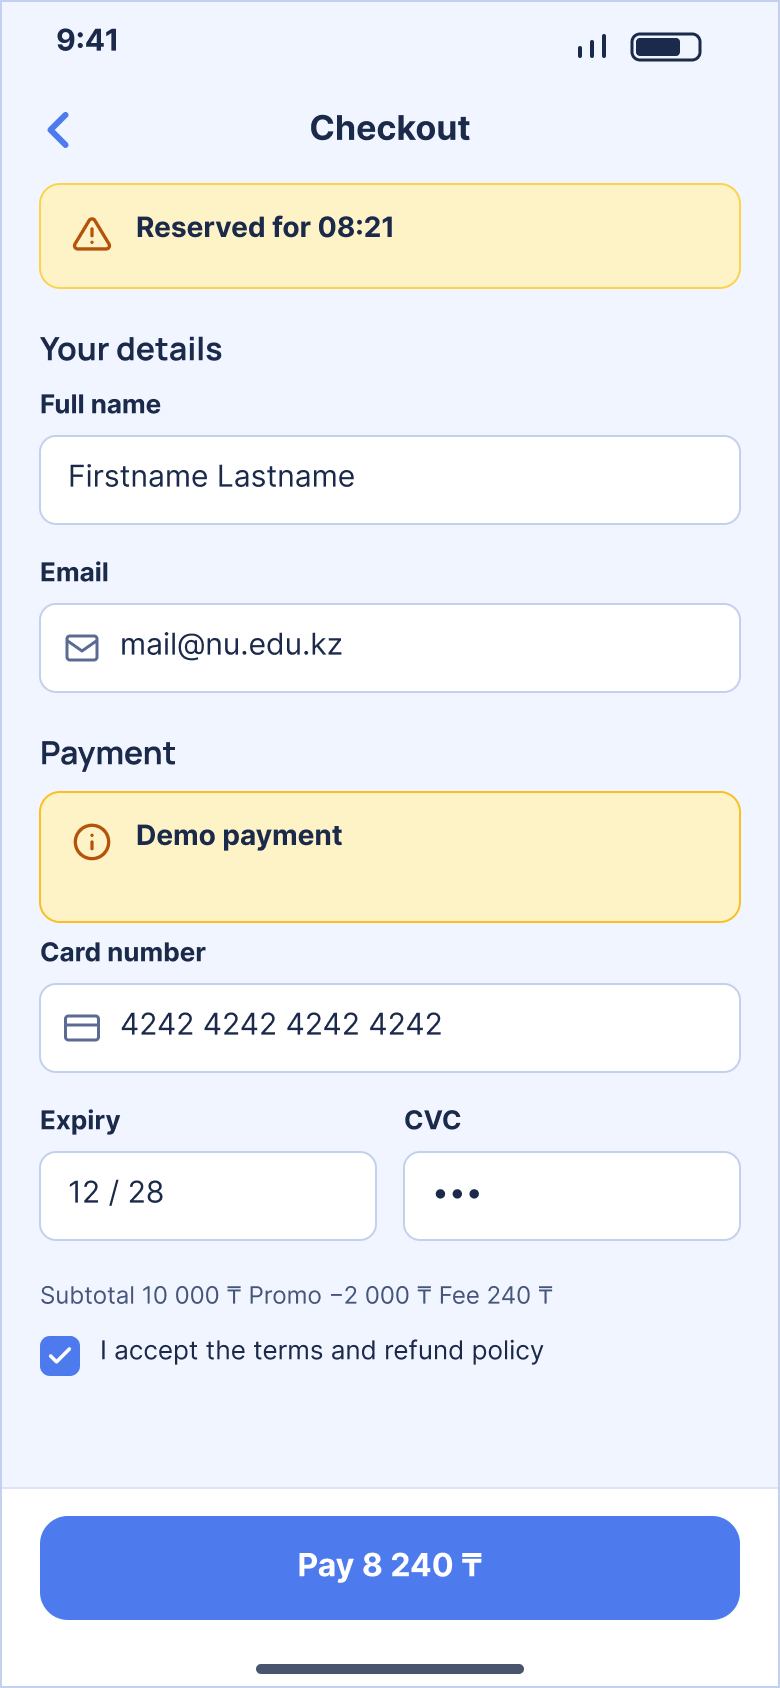 9:41
Checkout
Reserved for 08:21
Your details
Full name
Firstname Lastname
Email
mail@nu.edu.kz
Payment
Demo payment
Card number
4242 4242 4242 4242
Expiry
CVC
12 / 28
•••
Subtotal 10 000 ₸ Promo −2 000 ₸ Fee 240 ₸
I accept the terms and refund policy
Pay 8 240 ₸